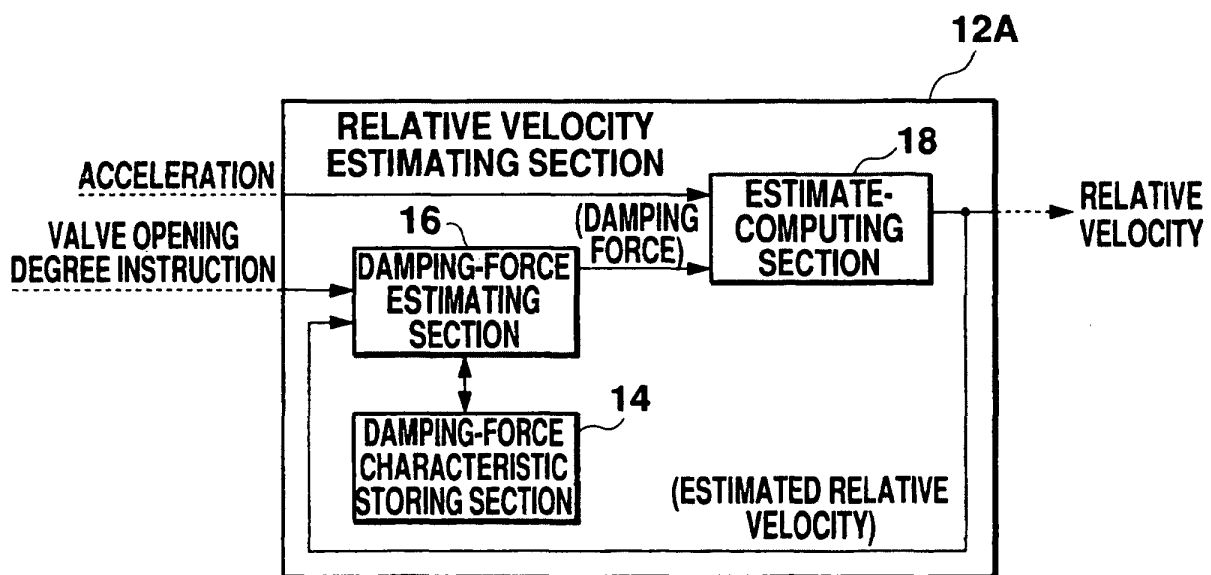 12A
RELATIVE VELOCITY
ESTIMATING SECTION
ACCELERATION
VALVE OPENING
DEGREE INSTRUCTION
16
DAMPING-FORCE
ESTIMATING
SECTION
(DAMPING
FORCE)
18
ESTIMATE-
COMPUTING
SECTION
RELATIVE
VELOCITY
14
DAMPING-FORCE
CHARACTERISTIC
STORING SECTION
(ESTIMATED RELATIVE
VELOCITY)